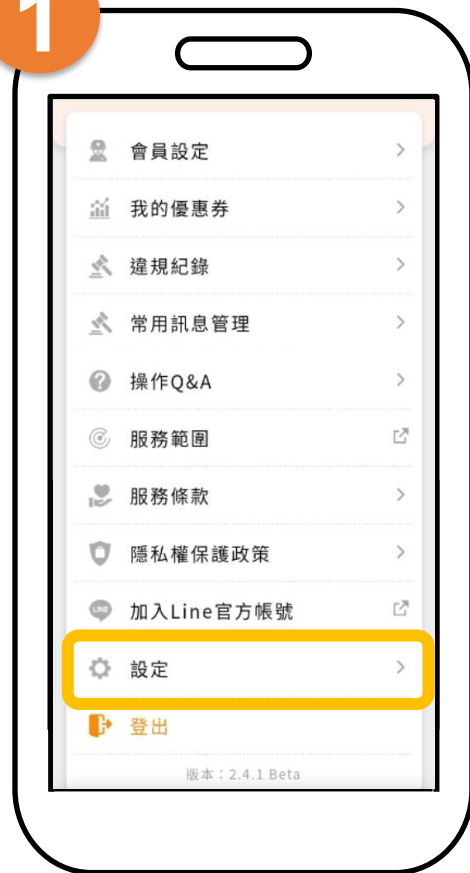 1
會員設定
我的優惠券
違規紀錄
常用訊息管理
操作Q&A
服務範圍
服務條款
隱私權保護政策
LINE
加入Line官方帳號
設定
登出
版本：2.4.1 Beta